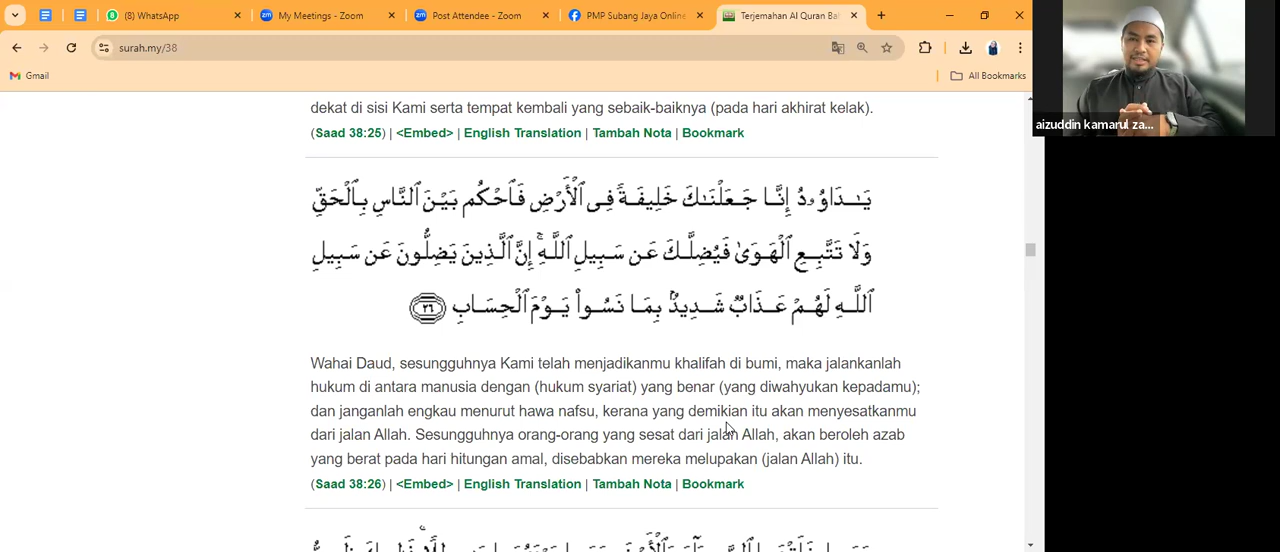 (8) WhatsApp
My Meetings - Zoom
Post Attendee - Zoom
PMP Subang Jaya Online
Terjemahan Al Quran Bah
surah.my/38
Gmail
All Bookmarks
aizuddin kamarul za...
dekat di sisi Kami serta tempat kembali yang sebaik-baiknya (pada hari akhirat kelak).
(Saad 38:25) | <Embed> | English Translation | Tambah Nota | Bookmark
يَـٰدَاوُۥدُ إِنَّا جَعَلْنَـٰكَ خَلِيفَةً فِى ٱلْأَرْضِ فَٱحْكُم بَيْنَ ٱلنَّاسِ بِٱلْحَقِّ
وَلَا تَتَّبِعِ ٱلْهَوَىٰ فَيُضِلَّكَ عَن سَبِيلِ ٱللَّهِ ۚ إِنَّ ٱلَّذِينَ يَضِلُّونَ عَن سَبِيلِ
ٱللَّهِ لَهُمْ عَذَابٌ شَدِيدٌۢ بِمَا نَسُوا۟ يَوْمَ ٱلْحِسَابِ ٢٦
Wahai Daud, sesungguhnya Kami telah menjadikanmu khalifah di bumi, maka jalankanlah
hukum di antara manusia dengan (hukum syariat) yang benar (yang diwahyukan kepadamu);
dan janganlah engkau menurut hawa nafsu, kerana yang demikian itu akan menyesatkanmu
dari jalan Allah. Sesungguhnya orang-orang yang sesat dari jalan Allah, akan beroleh azab
yang berat pada hari hitungan amal, disebabkan mereka melupakan (jalan Allah) itu.
(Saad 38:26) | <Embed> | English Translation | Tambah Nota | Bookmark